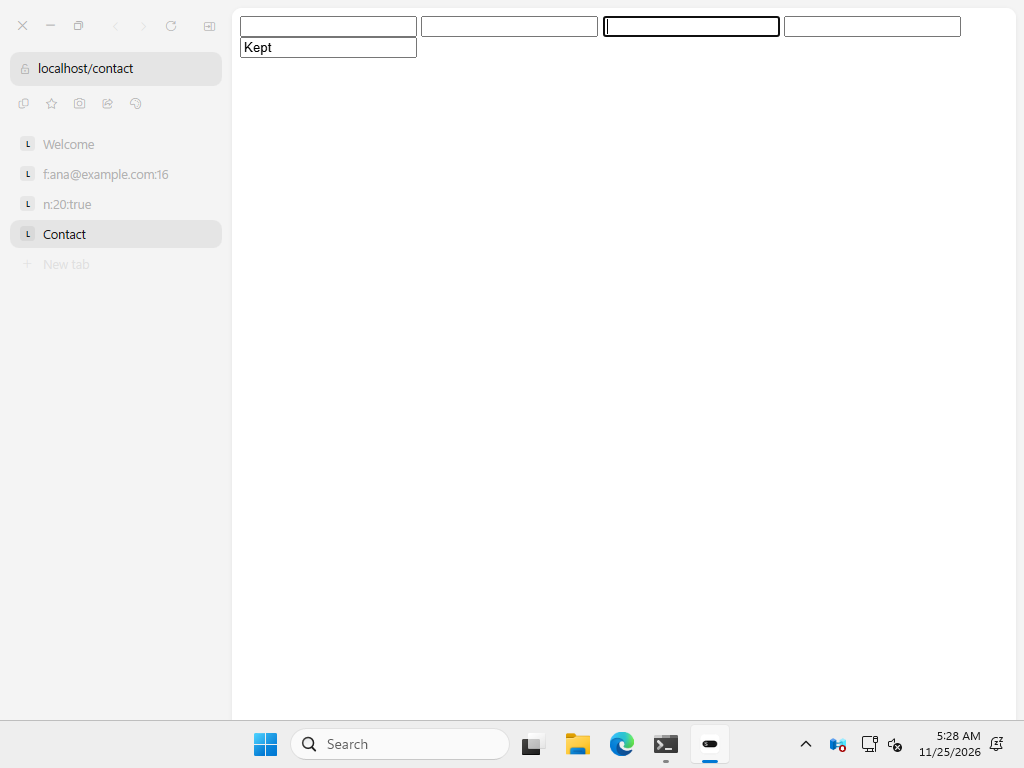 localhost/contact
L Welcome
L f:ana@example.com:16
L n:20:true
L Contact
New tab
Kept
Search
5:28 AM
11/25/2026